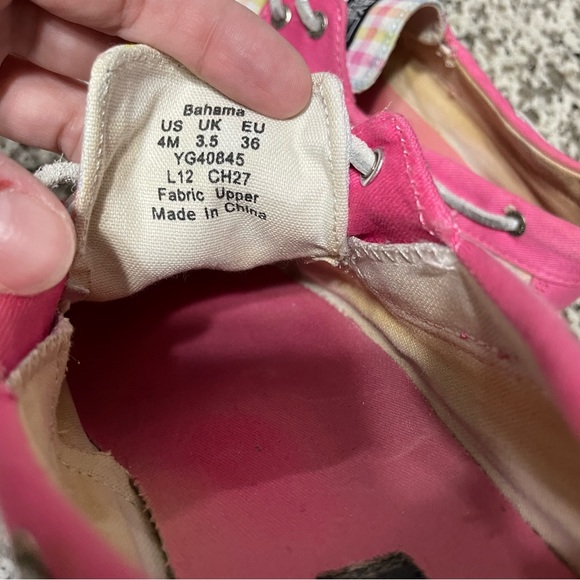 Bahama
US UK EU
4M 3.5 36
YG40845
L12 CH27
Fabric Upper
Made in China